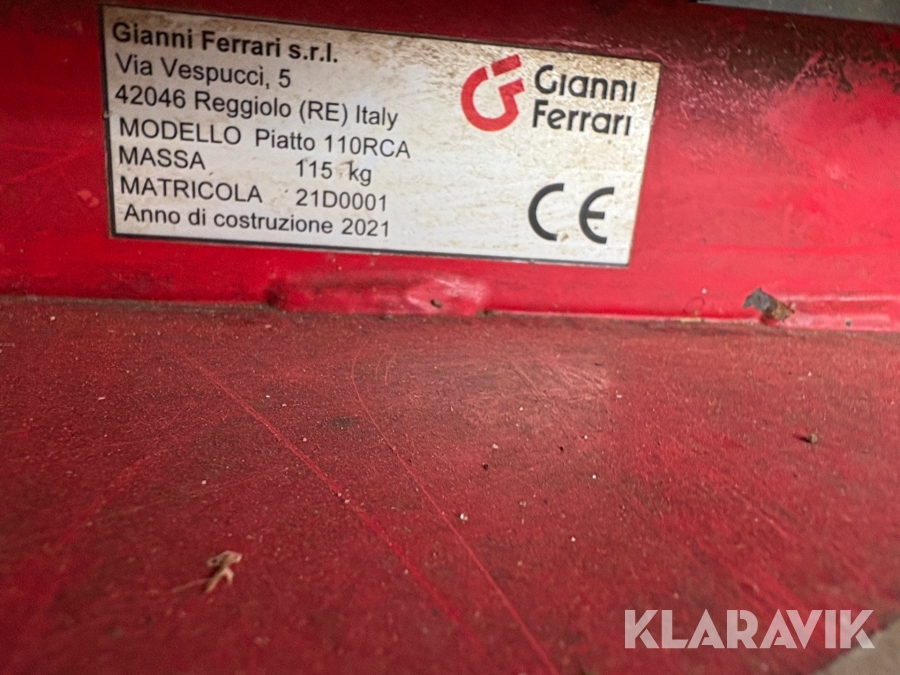 Gianni Ferrari s.r.l.
Via Vespucci, 5
42046 Reggiolo (RE) Italy
MODELLO Piatto 110RCA
MASSA 115 kg
MATRICOLA 21D0001
Anno di costruzione 2021
Gianni
Ferrari
CE
KLARAVIK